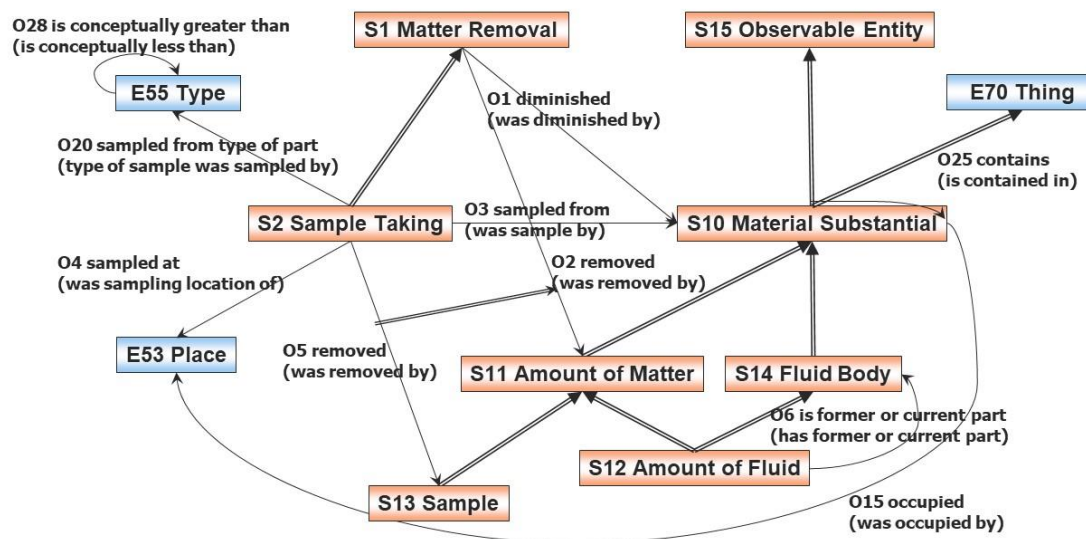 O28 is conceptually greater than
(is conceptually less than)
S1 Matter Removal
S15 Observable Entity
E55 Type
E70 Thing
O1 diminished
(was diminished by)
O20 sampled from type of part
(type of sample was sampled by)
O25 contains
(is contained in)
S2 Sample Taking
O3 sampled from
(was sample by)
S10 Material Substantial
O4 sampled at
(was sampling location of)
O2 removed
(was removed by)
E53 Place
O5 removed
(was removed by)
S11 Amount of Matter
S14 Fluid Body
O6 is former or current part
(has former or current part)
S12 Amount of Fluid
S13 Sample
O15 occupied
(was occupied by)